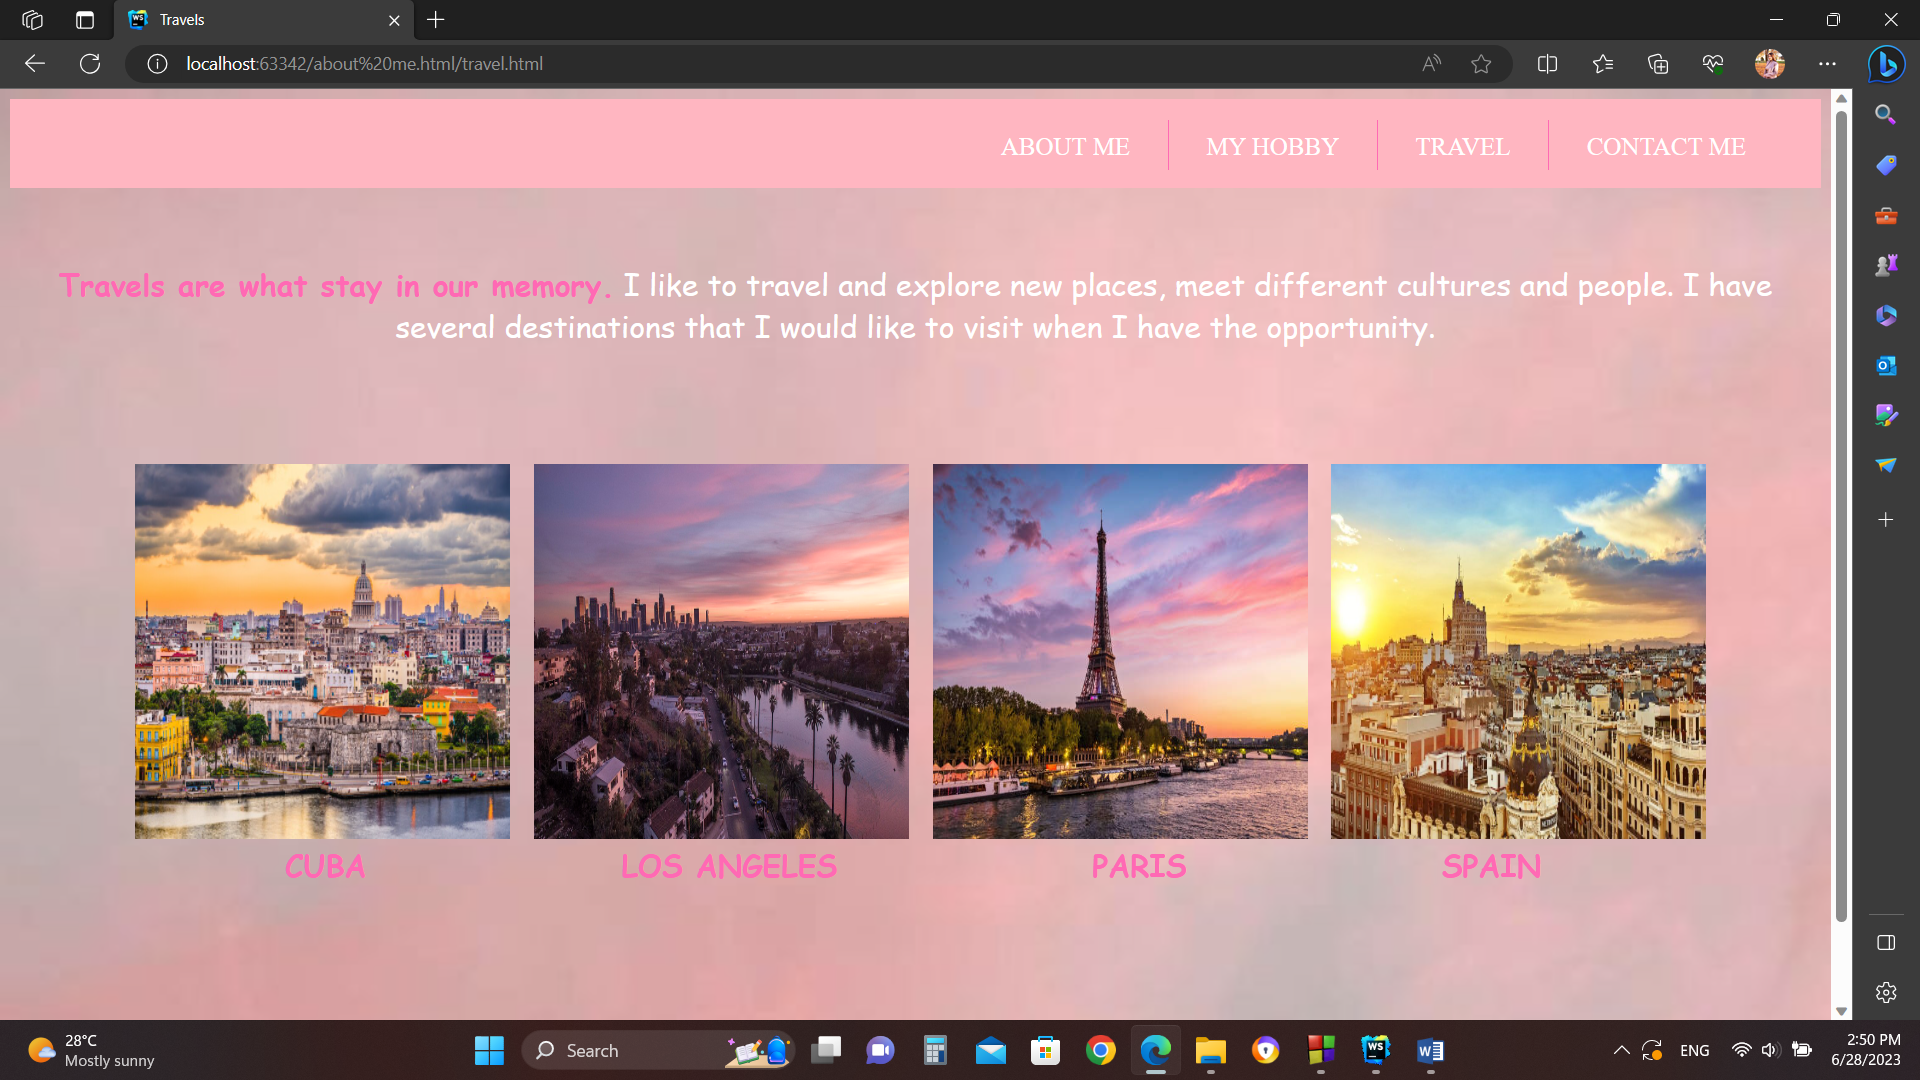 Travels
localhost:63342/about%20me.html/travel.html
ABOUT ME
MY HOBBY
TRAVEL
CONTACT ME
Travels are what stay in our memory. I like to travel and explore new places, meet different cultures and people. I have
several destinations that I would like to visit when I have the opportunity.
CUBA
LOS ANGELES
PARIS
SPAIN
28°C
Mostly sunny
Search
ENG
2:50 PM
6/28/2023